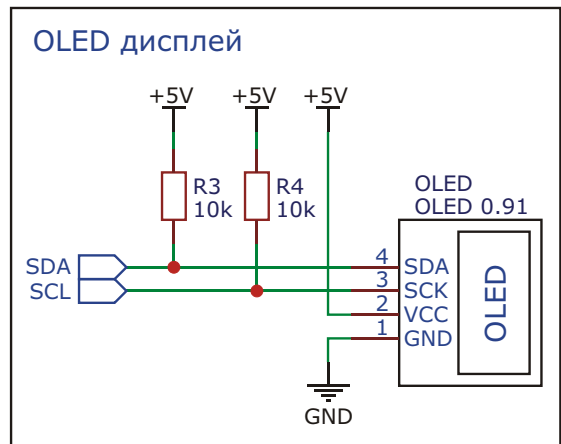 OLED дисплей
+5V +5V +5V
R3
10k
R4
10k
OLED
OLED 0.91
SDA
SCL
4 SDA
3 SCK
2 VCC
1 GND
OLED
GND